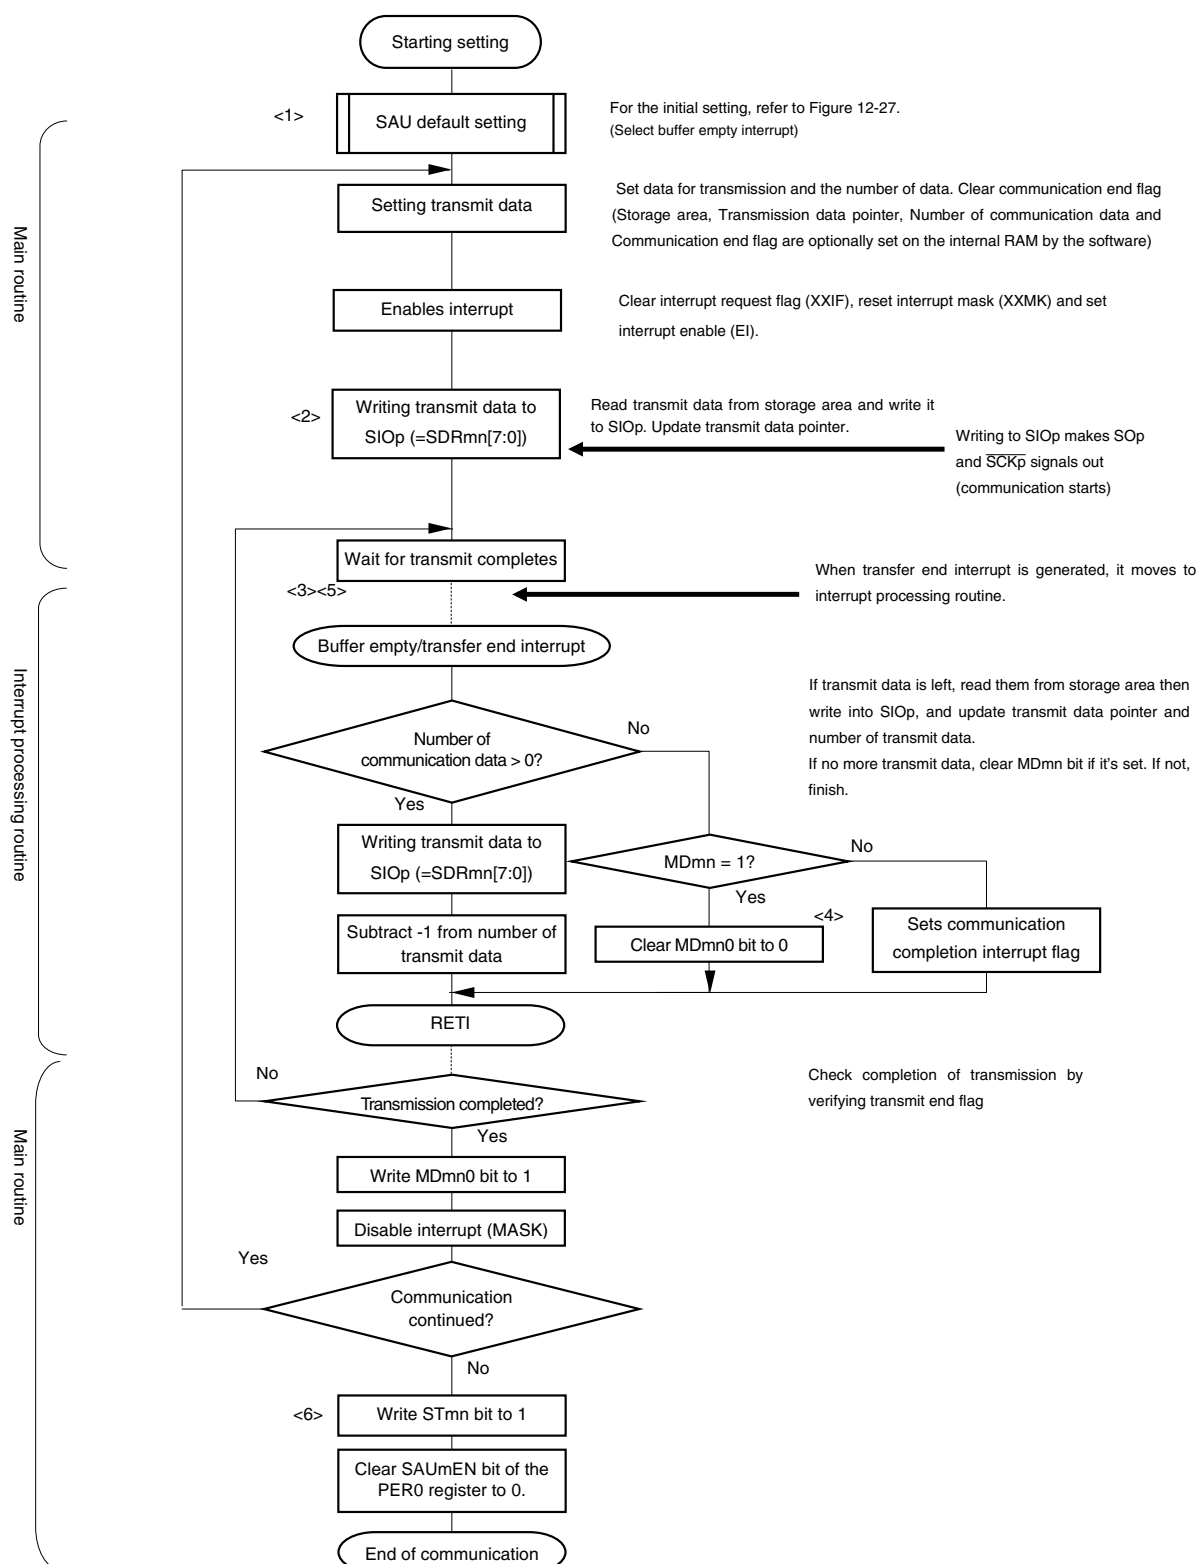 Starting setting
<1>
SAU default setting
For the initial setting, refer to Figure 12-27.
(Select buffer empty interrupt)
Setting transmit data
Set data for transmission and the number of data. Clear communication end flag
(Storage area, Transmission data pointer, Number of communication data and
Communication end flag are optionally set on the internal RAM by the software)
Main routine
Enables interrupt
Clear interrupt request flag (XXIF), reset interrupt mask (XXMK) and set
interrupt enable (EI).
<2>
Writing transmit data to
SIOp (=SDRmn[7:0])
Read transmit data from storage area and write it
to SIOp. Update transmit data pointer.
Writing to SIOp makes SOp
and SCKp signals out
(communication starts)
Wait for transmit completes
<3><5>
When transfer end interrupt is generated, it moves to
interrupt processing routine.
Buffer empty/transfer end interrupt
Interrupt processing routine
Number of
communication data > 0?
No
Yes
If transmit data is left, read them from storage area then
write into SIOp, and update transmit data pointer and
number of transmit data.
If no more transmit data, clear MDmn bit if it's set. If not,
finish.
Writing transmit data to
SIOp (=SDRmn[7:0])
MDmn = 1?
No
Yes
<4>
Subtract -1 from number of
transmit data
Clear MDmn0 bit to 0
Sets communication
completion interrupt flag
RETI
No
Transmission completed?
Yes
Check completion of transmission by
verifying transmit end flag
Main routine
Write MDmn0 bit to 1
Disable interrupt (MASK)
Yes
Communication
continued?
No
<6>
Write STmn bit to 1
Clear SAUmEN bit of the
PER0 register to 0.
End of communication